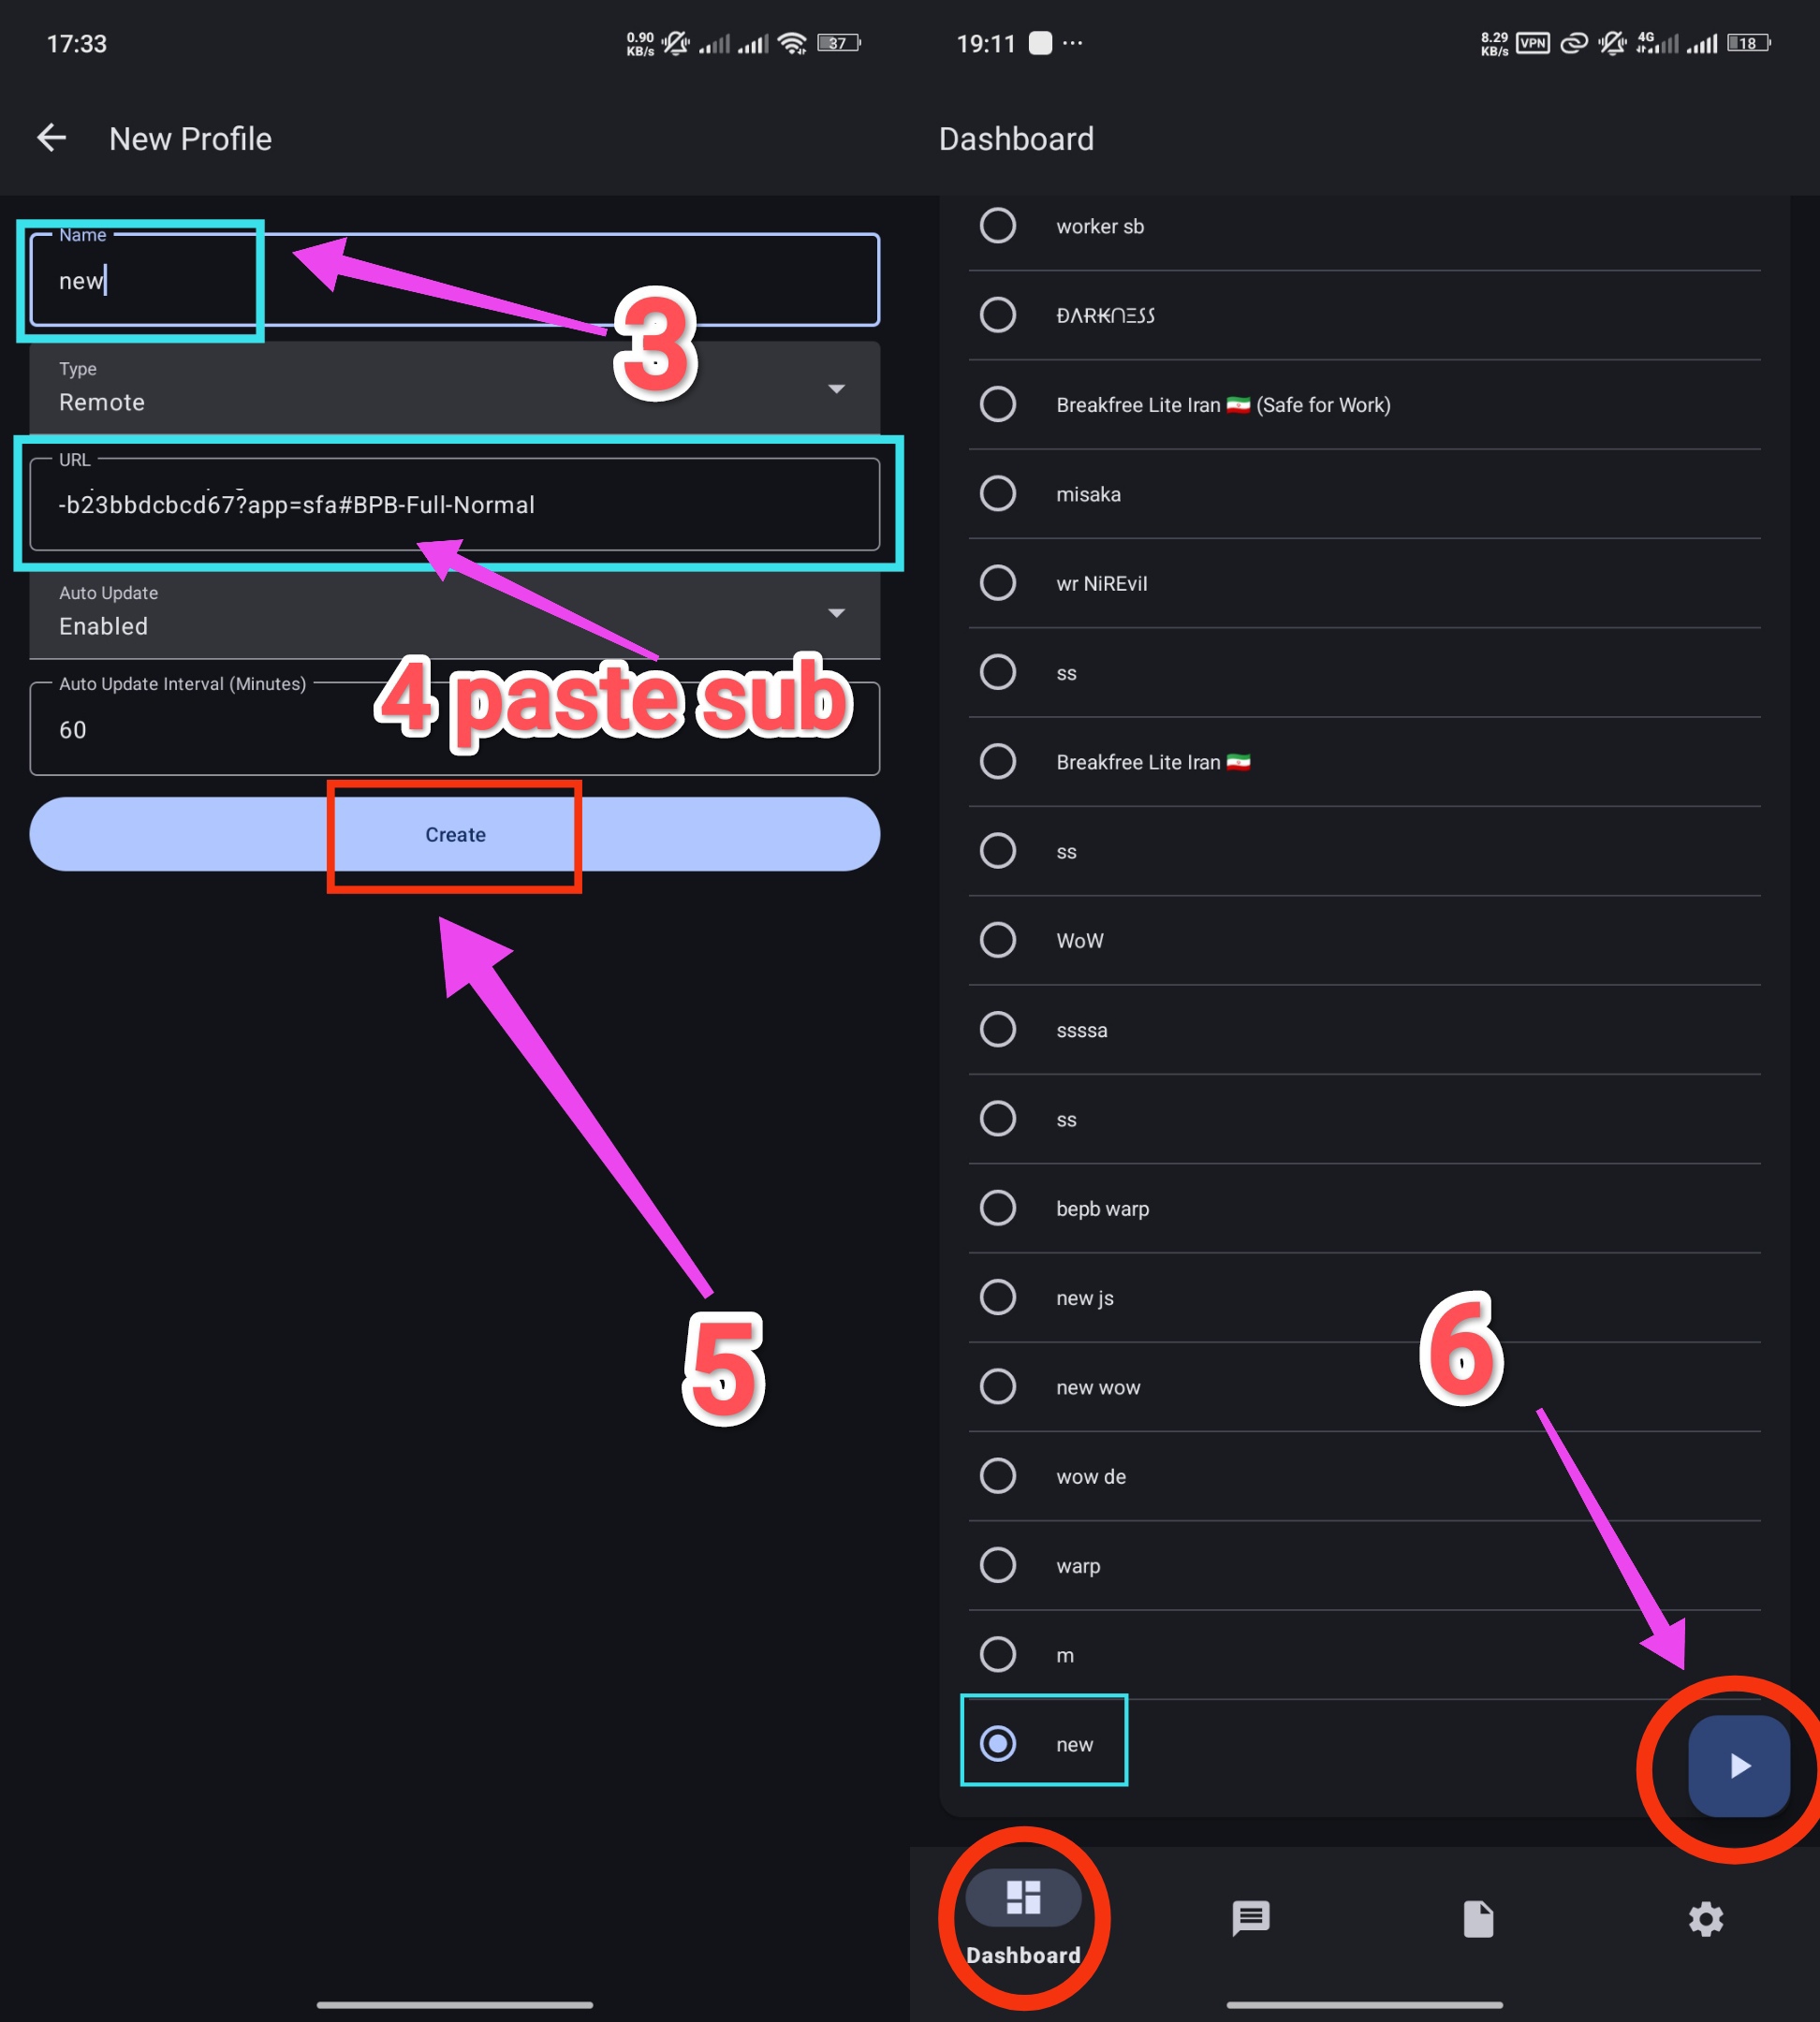 17:33
0.90
KB/s
37
New Profile
Name
new
3
Type
Remote
URL
-b23bbdcbcd67?app=sfa#BPB-Full-Normal
Auto Update
Enabled
4 paste sub
Auto Update Interval (Minutes)
60
Create
5
19:11
8.29
KB/s
VPN
4G
18
Dashboard
worker sb
ÐΛRꀘႶΞSS
Breakfree Lite Iran 🇮🇷 (Safe for Work)
misaka
wr NiREvil
ss
Breakfree Lite Iran 🇮🇷
ss
WoW
ssssa
ss
bepb warp
new js
6
new wow
wow de
warp
m
new
Dashboard